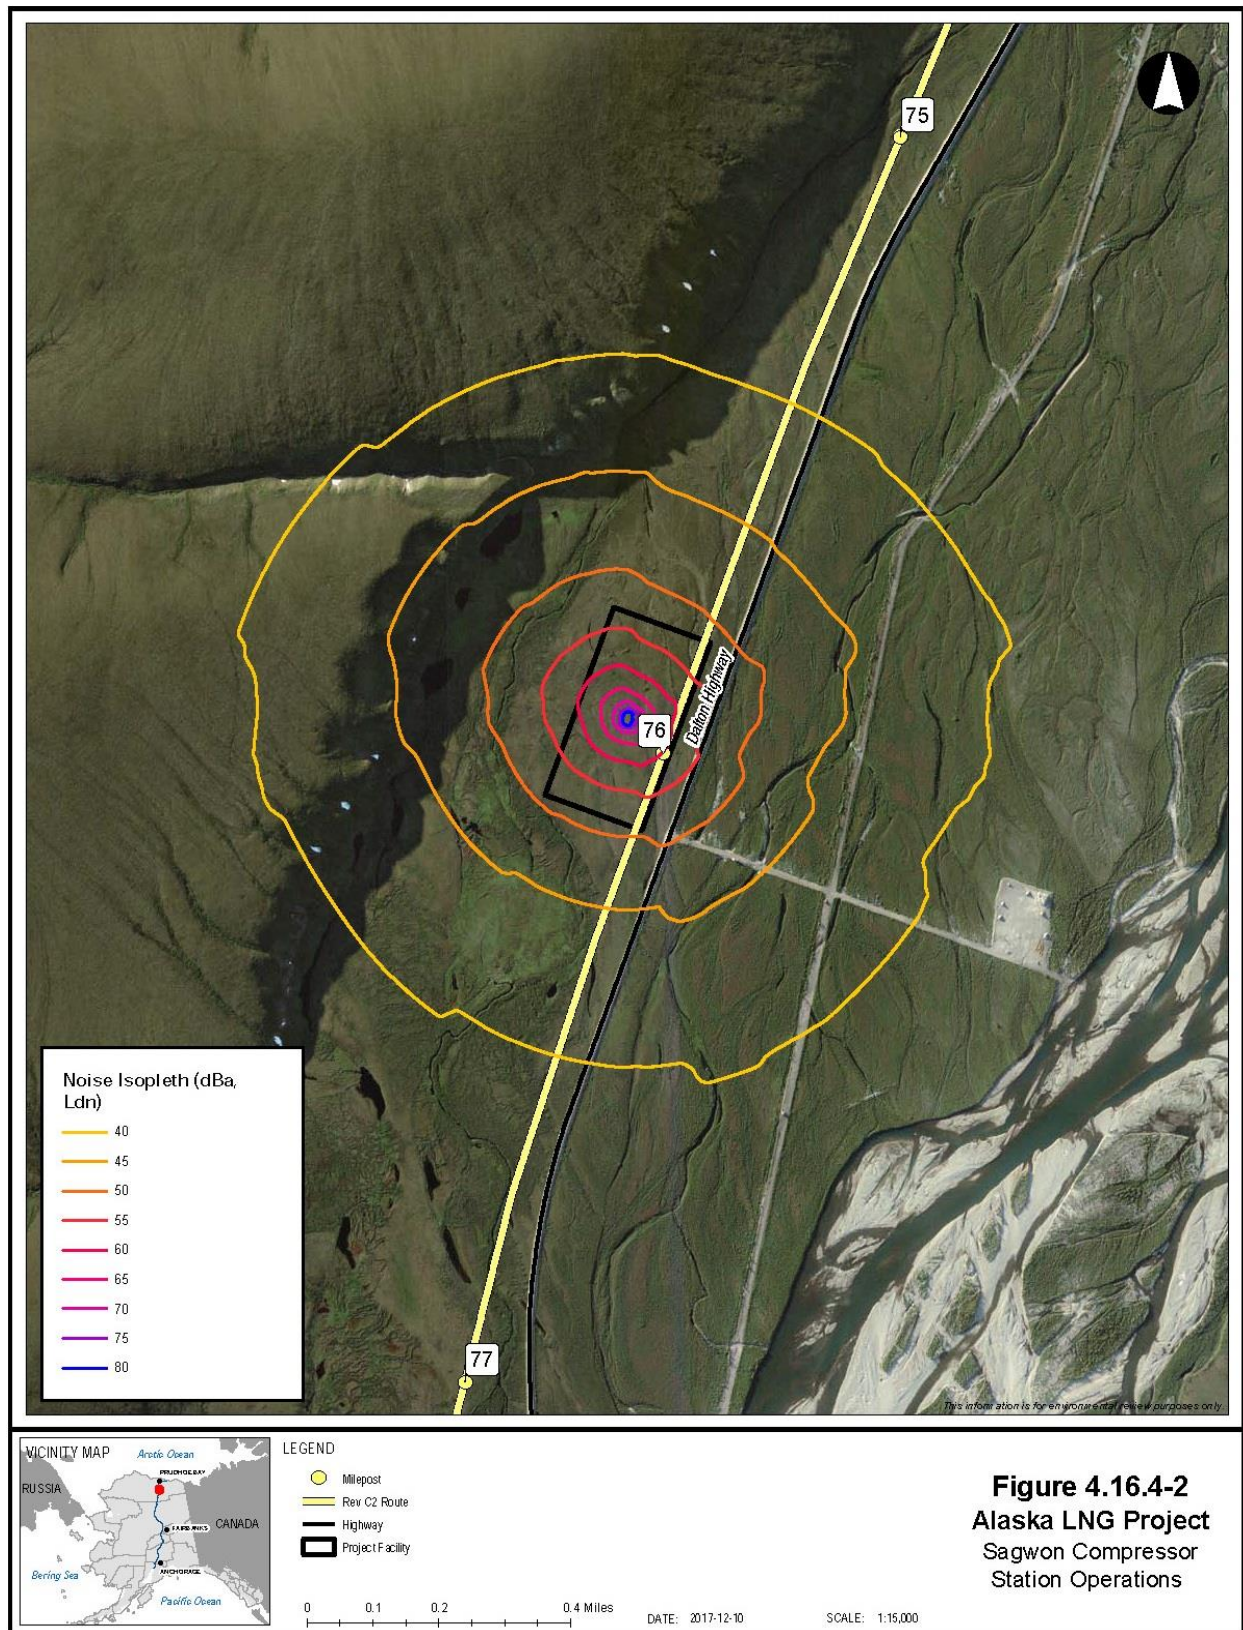 75
Dalton Highway
76
77
Noise Isopleth (dBa,
Ldn)
40
45
50
55
60
65
70
75
80
This information is for environmental review purposes only.
VICINITY MAP
Arctic Ocean
PRUDHOE BAY
RUSSIA
CANADA
FAIRBANKS
ANCHORAGE
Bering Sea
Pacific Ocean
LEGEND
Milepost
Rev C2 Route
Highway
Project Facility
0 0.1 0.2 0.4 Miles
DATE: 2017-12-10
SCALE: 1:15,000
Figure 4.16.4-2
Alaska LNG Project
Sagwon Compressor
Station Operations